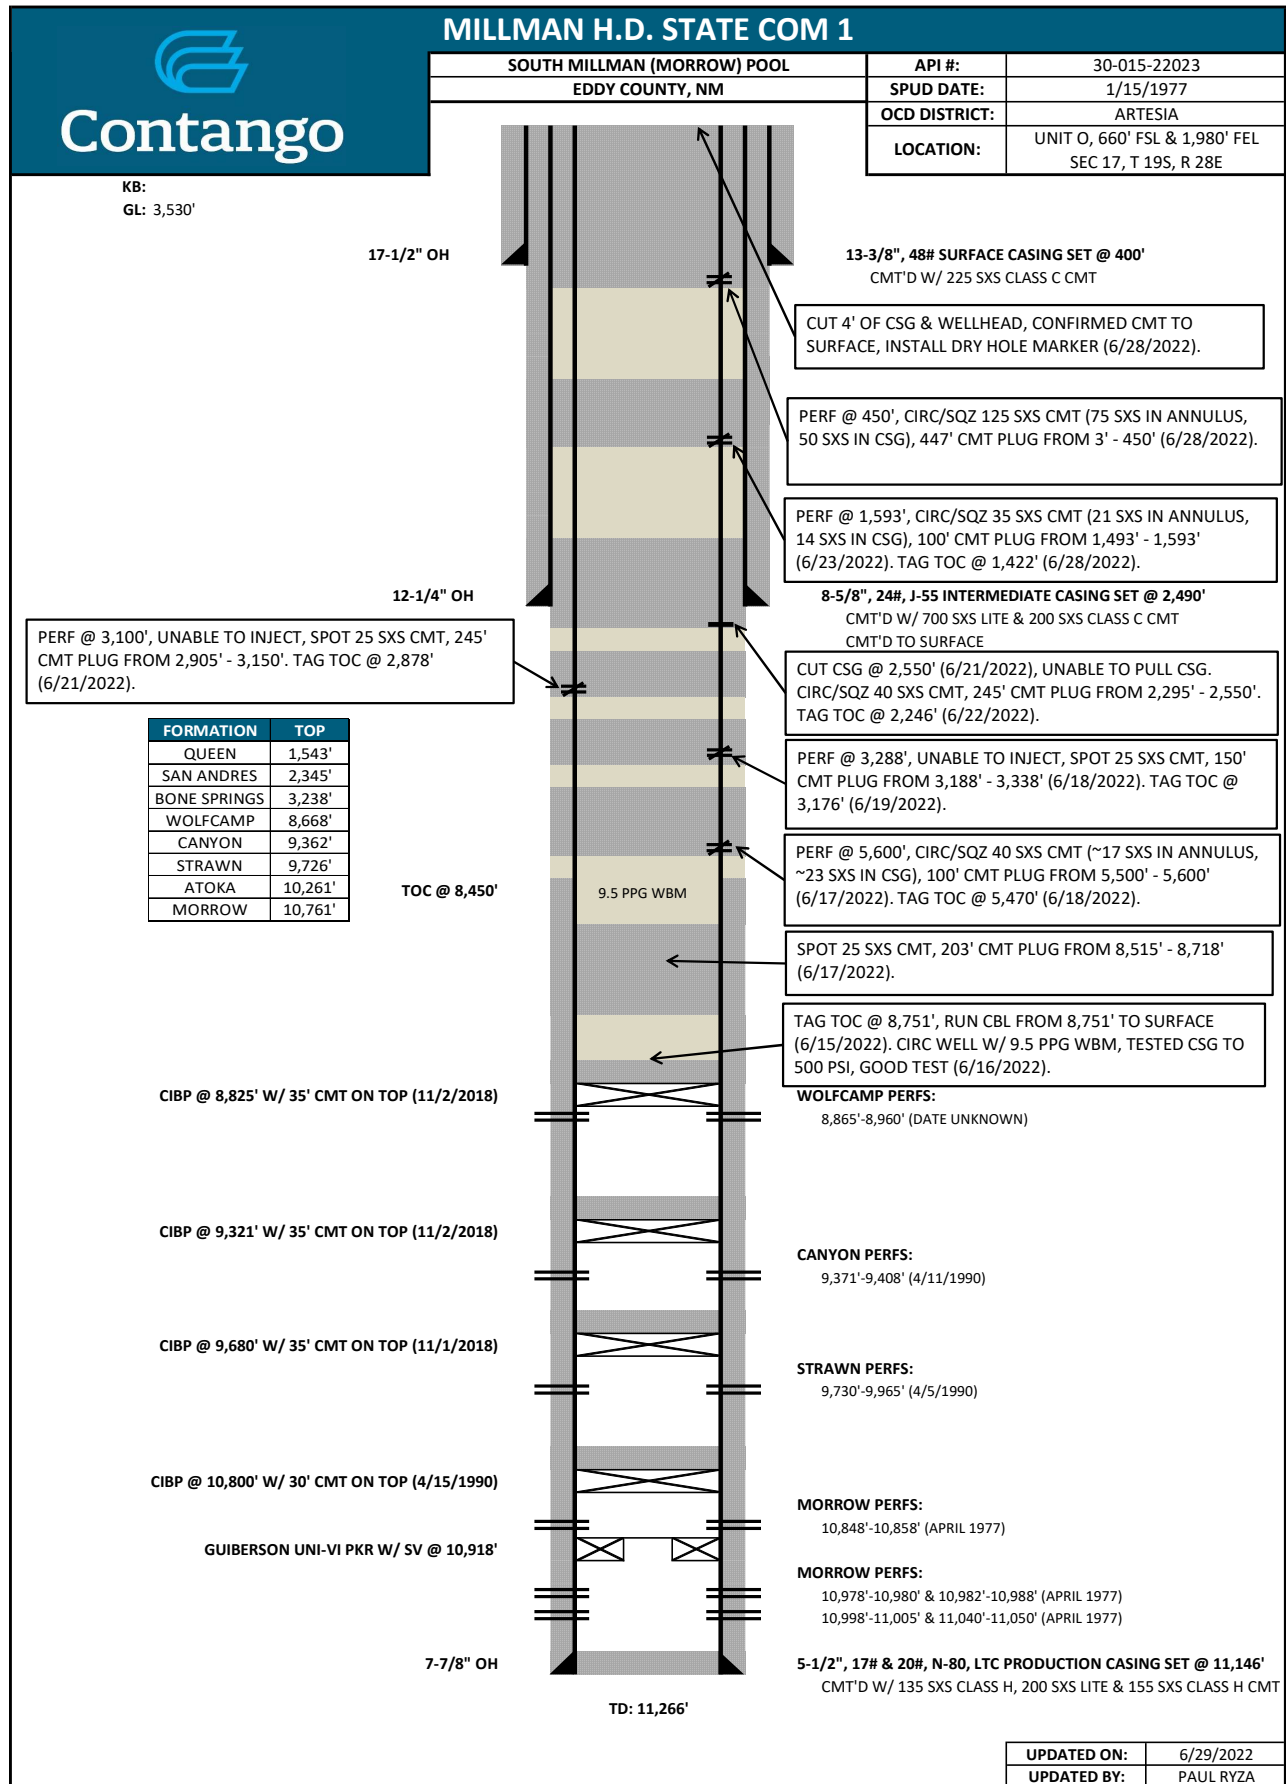 MILLMAN H.D. STATE COM 1
Contango
SOUTH MILLMAN (MORROW) POOL
EDDY COUNTY, NM
API #: 30-015-22023
SPUD DATE: 1/15/1977
OCD DISTRICT: ARTESIA
LOCATION: UNIT O, 660' FSL & 1,980' FEL
SEC 17, T 19S, R 28E
KB:
GL: 3,530'
17-1/2" OH
13-3/8", 48# SURFACE CASING SET @ 400'
CMT'D W/ 225 SXS CLASS C CMT
CUT 4' OF CSG & WELLHEAD, CONFIRMED CMT TO
SURFACE, INSTALL DRY HOLE MARKER (6/28/2022).
PERF @ 450', CIRC/SQZ 125 SXS CMT (75 SXS IN ANNULUS,
50 SXS IN CSG), 447' CMT PLUG FROM 3' - 450' (6/28/2022).
PERF @ 1,593', CIRC/SQZ 35 SXS CMT (21 SXS IN ANNULUS,
14 SXS IN CSG), 100' CMT PLUG FROM 1,493' - 1,593'
(6/23/2022). TAG TOC @ 1,422' (6/28/2022).
12-1/4" OH
8-5/8", 24#, J-55 INTERMEDIATE CASING SET @ 2,490'
CMT'D W/ 700 SXS LITE & 200 SXS CLASS C CMT
CMT'D TO SURFACE
PERF @ 3,100', UNABLE TO INJECT, SPOT 25 SXS CMT, 245'
CMT PLUG FROM 2,905' - 3,150'. TAG TOC @ 2,878'
(6/21/2022).
CUT CSG @ 2,550' (6/21/2022), UNABLE TO PULL CSG.
CIRC/SQZ 40 SXS CMT, 245' CMT PLUG FROM 2,295' - 2,550'.
TAG TOC @ 2,246' (6/22/2022).
FORMATION TOP
QUEEN 1,543'
SAN ANDRES 2,345'
BONE SPRINGS 3,238'
WOLFCAMP 8,668'
CANYON 9,362'
STRAWN 9,726'
ATOKA 10,261'
MORROW 10,761'
PERF @ 3,288', UNABLE TO INJECT, SPOT 25 SXS CMT, 150'
CMT PLUG FROM 3,188' - 3,338' (6/18/2022). TAG TOC @
3,176' (6/19/2022).
PERF @ 5,600', CIRC/SQZ 40 SXS CMT (~17 SXS IN ANNULUS,
~23 SXS IN CSG), 100' CMT PLUG FROM 5,500' - 5,600'
(6/17/2022). TAG TOC @ 5,470' (6/18/2022).
TOC @ 8,450'
9.5 PPG WBM
SPOT 25 SXS CMT, 203' CMT PLUG FROM 8,515' - 8,718'
(6/17/2022).
TAG TOC @ 8,751', RUN CBL FROM 8,751' TO SURFACE
(6/15/2022). CIRC WELL W/ 9.5 PPG WBM, TESTED CSG TO
500 PSI, GOOD TEST (6/16/2022).
CIBP @ 8,825' W/ 35' CMT ON TOP (11/2/2018)
WOLFCAMP PERFS:
8,865'-8,960' (DATE UNKNOWN)
CIBP @ 9,321' W/ 35' CMT ON TOP (11/2/2018)
CANYON PERFS:
9,371'-9,408' (4/11/1990)
CIBP @ 9,680' W/ 35' CMT ON TOP (11/1/2018)
STRAWN PERFS:
9,730'-9,965' (4/5/1990)
CIBP @ 10,800' W/ 30' CMT ON TOP (4/15/1990)
MORROW PERFS:
10,848'-10,858' (APRIL 1977)
GUIBERSON UNI-VI PKR W/ SV @ 10,918'
MORROW PERFS:
10,978'-10,980' & 10,982'-10,988' (APRIL 1977)
10,998'-11,005' & 11,040'-11,050' (APRIL 1977)
7-7/8" OH
5-1/2", 17# & 20#, N-80, LTC PRODUCTION CASING SET @ 11,146'
CMT'D W/ 135 SXS CLASS H, 200 SXS LITE & 155 SXS CLASS H CMT
TD: 11,266'
UPDATED ON: 6/29/2022
UPDATED BY: PAUL RYZA